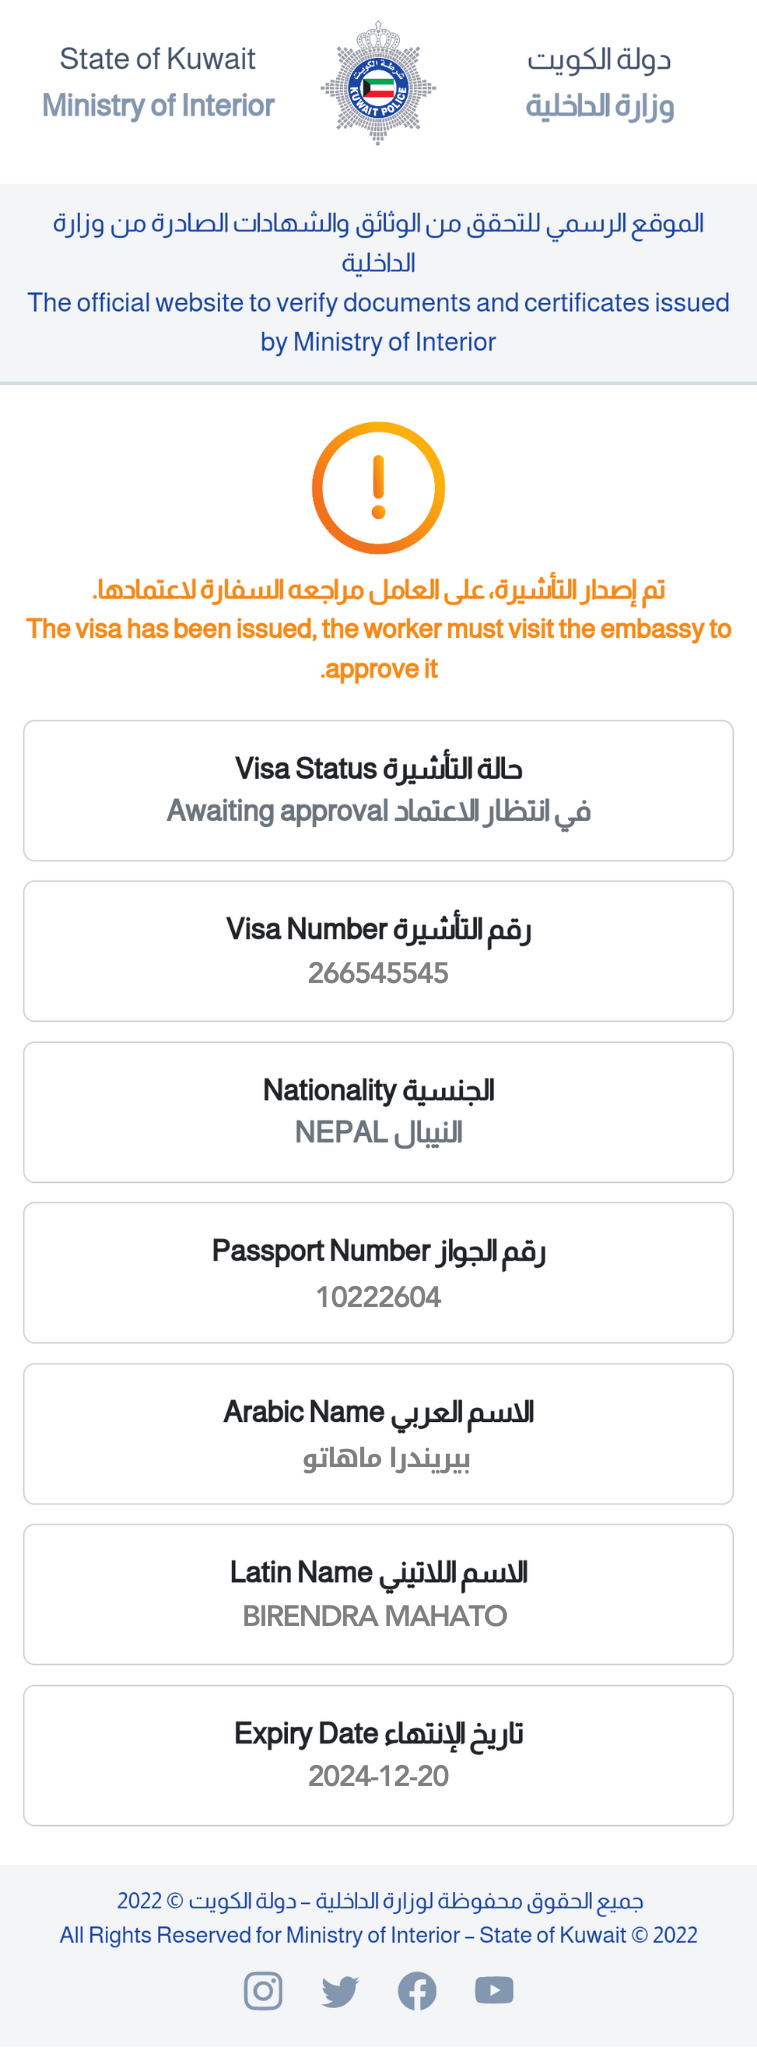 State of Kuwait
Ministry of Interior
شرطة الكويت
KUWAIT POLICE
دولة الكويت
وزارة الداخلية
الموقع الرسمي للتحقق من الوثائق والشهادات الصادرة من وزارة
الداخلية
The official website to verify documents and certificates issued
by Ministry of Interior
تم إصدار التأشيرة، على العامل مراجعه السفارة لاعتمادها.
The visa has been issued, the worker must visit the embassy to
.approve it
Visa Status حالة التأشيرة
Awaiting approval في انتظار الاعتماد
Visa Number رقم التأشيرة
266545545
Nationality الجنسية
NEPAL النيبال
Passport Number رقم الجواز
10222604
Arabic Name الاسم العربي
بيريندرا ماهاتو
Latin Name الاسم اللاتيني
BIRENDRA MAHATO
Expiry Date تاريخ الإنتهاء
2024-12-20
جميع الحقوق محفوظة لوزارة الداخلية – دولة الكويت © 2022
All Rights Reserved for Ministry of Interior – State of Kuwait © 2022